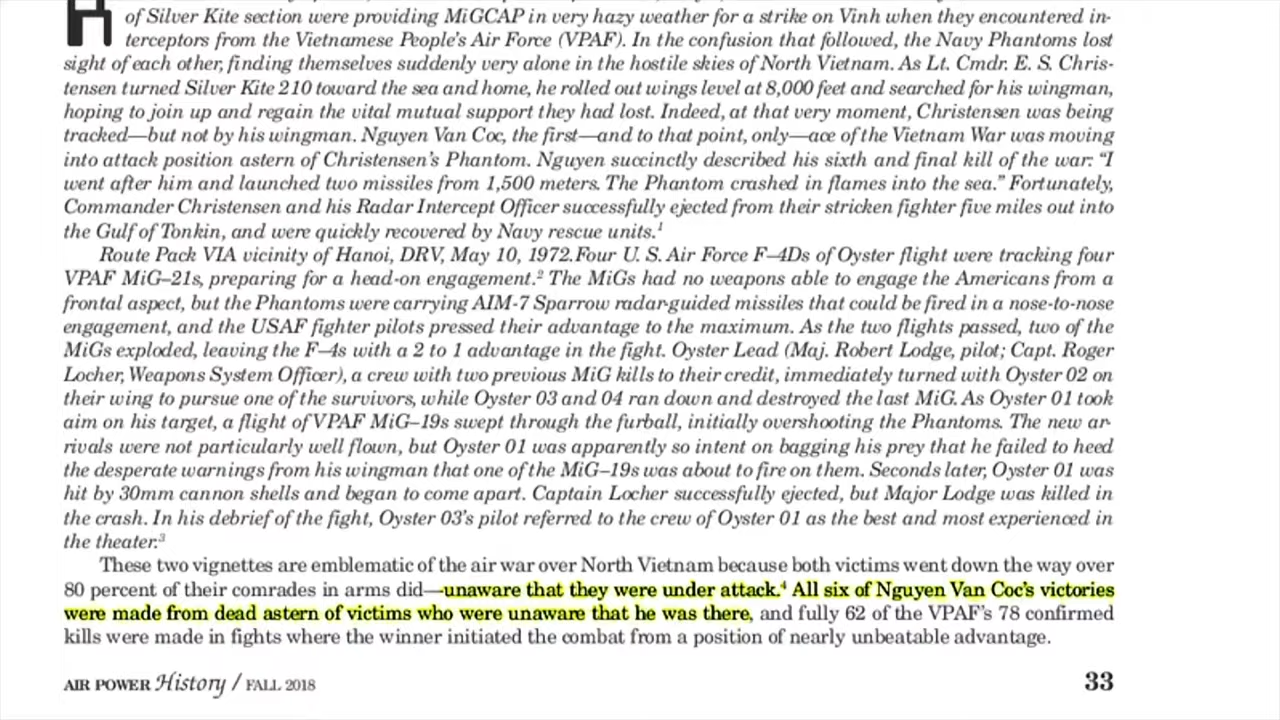 H
of Silver Kite section were providing MiGCAP in very hazy weather for a strike on Vinh when they encountered in-
terceptors from the Vietnamese People's Air Force (VPAF). In the confusion that followed, the Navy Phantoms lost
sight of each other, finding themselves suddenly very alone in the hostile skies of North Vietnam. As Lt. Cmdr. E. S. Chris-
tensen turned Silver Kite 210 toward the sea and home, he rolled out wings level at 8,000 feet and searched for his wingman,
hoping to join up and regain the vital mutual support they had lost. Indeed, at that very moment, Christensen was being
tracked—but not by his wingman. Nguyen Van Coc, the first—and to that point, only—ace of the Vietnam War was moving
into attack position astern of Christensen's Phantom. Nguyen succinctly described his sixth and final kill of the war: "I
went after him and launched two missiles from 1,500 meters. The Phantom crashed in flames into the sea." Fortunately,
Commander Christensen and his Radar Intercept Officer successfully ejected from their stricken fighter five miles out into
the Gulf of Tonkin, and were quickly recovered by Navy rescue units.¹
Route Pack VIA vicinity of Hanoi, DRV, May 10, 1972. Four U. S. Air Force F–4Ds of Oyster flight were tracking four
VPAF MiG–21s, preparing for a head-on engagement.² The MiGs had no weapons able to engage the Americans from a
frontal aspect, but the Phantoms were carrying AIM-7 Sparrow radar-guided missiles that could be fired in a nose-to-nose
engagement, and the USAF fighter pilots pressed their advantage to the maximum. As the two flights passed, two of the
MiGs exploded, leaving the F–4s with a 2 to 1 advantage in the fight. Oyster Lead (Maj. Robert Lodge, pilot; Capt. Roger
Locher, Weapons System Officer), a crew with two previous MiG kills to their credit, immediately turned with Oyster 02 on
their wing to pursue one of the survivors, while Oyster 03 and 04 ran down and destroyed the last MiG. As Oyster 01 took
aim on his target, a flight of VPAF MiG–19s swept through the furball, initially overshooting the Phantoms. The new ar-
rivals were not particularly well flown, but Oyster 01 was apparently so intent on bagging his prey that he failed to heed
the desperate warnings from his wingman that one of the MiG–19s was about to fire on them. Seconds later, Oyster 01 was
hit by 30mm cannon shells and began to come apart. Captain Locher successfully ejected, but Major Lodge was killed in
the crash. In his debrief of the fight, Oyster 03's pilot referred to the crew of Oyster 01 as the best and most experienced in
the theater.³
These two vignettes are emblematic of the air war over North Vietnam because both victims went down the way over
80 percent of their comrades in arms did—unaware that they were under attack.⁴ All six of Nguyen Van Coc's victories
were made from dead astern of victims who were unaware that he was there, and fully 62 of the VPAF's 78 confirmed
kills were made in fights where the winner initiated the combat from a position of nearly unbeatable advantage.
AIR POWER History / FALL 2018
33